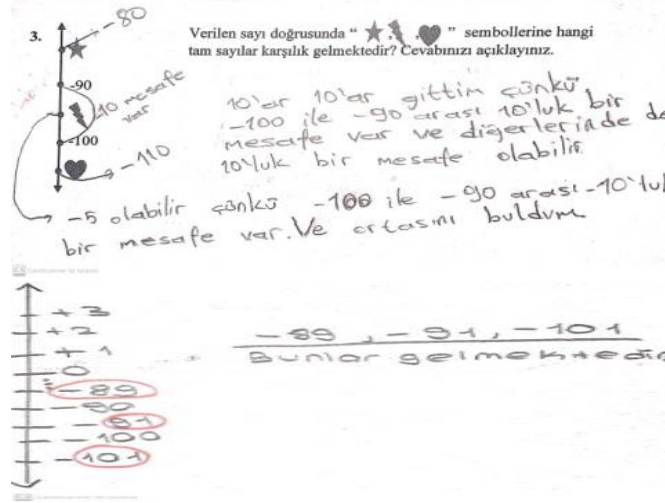 3.
Verilen sayı doğrusunda “ , , ” sembollerine hangi
tam sayılar karşılık gelmektedir? Cevabınızı açıklayınız.
-80
-90
10 mesafe
var
-100
-110
10'ar 10'ar gittim çünkü
-100 ile -90 arası 10'luk bir
mesafe var ve diğerlerinde de
10'luk bir mesafe olabilir.
-5 olabilir çünkü -100 ile -90 arası -10'luk
bir mesafe var. Ve ortasını buldum
+3
+2
+1
0
-89
-90
-91
-100
-101
-89, -91, -101
Bunlar gelmektedir